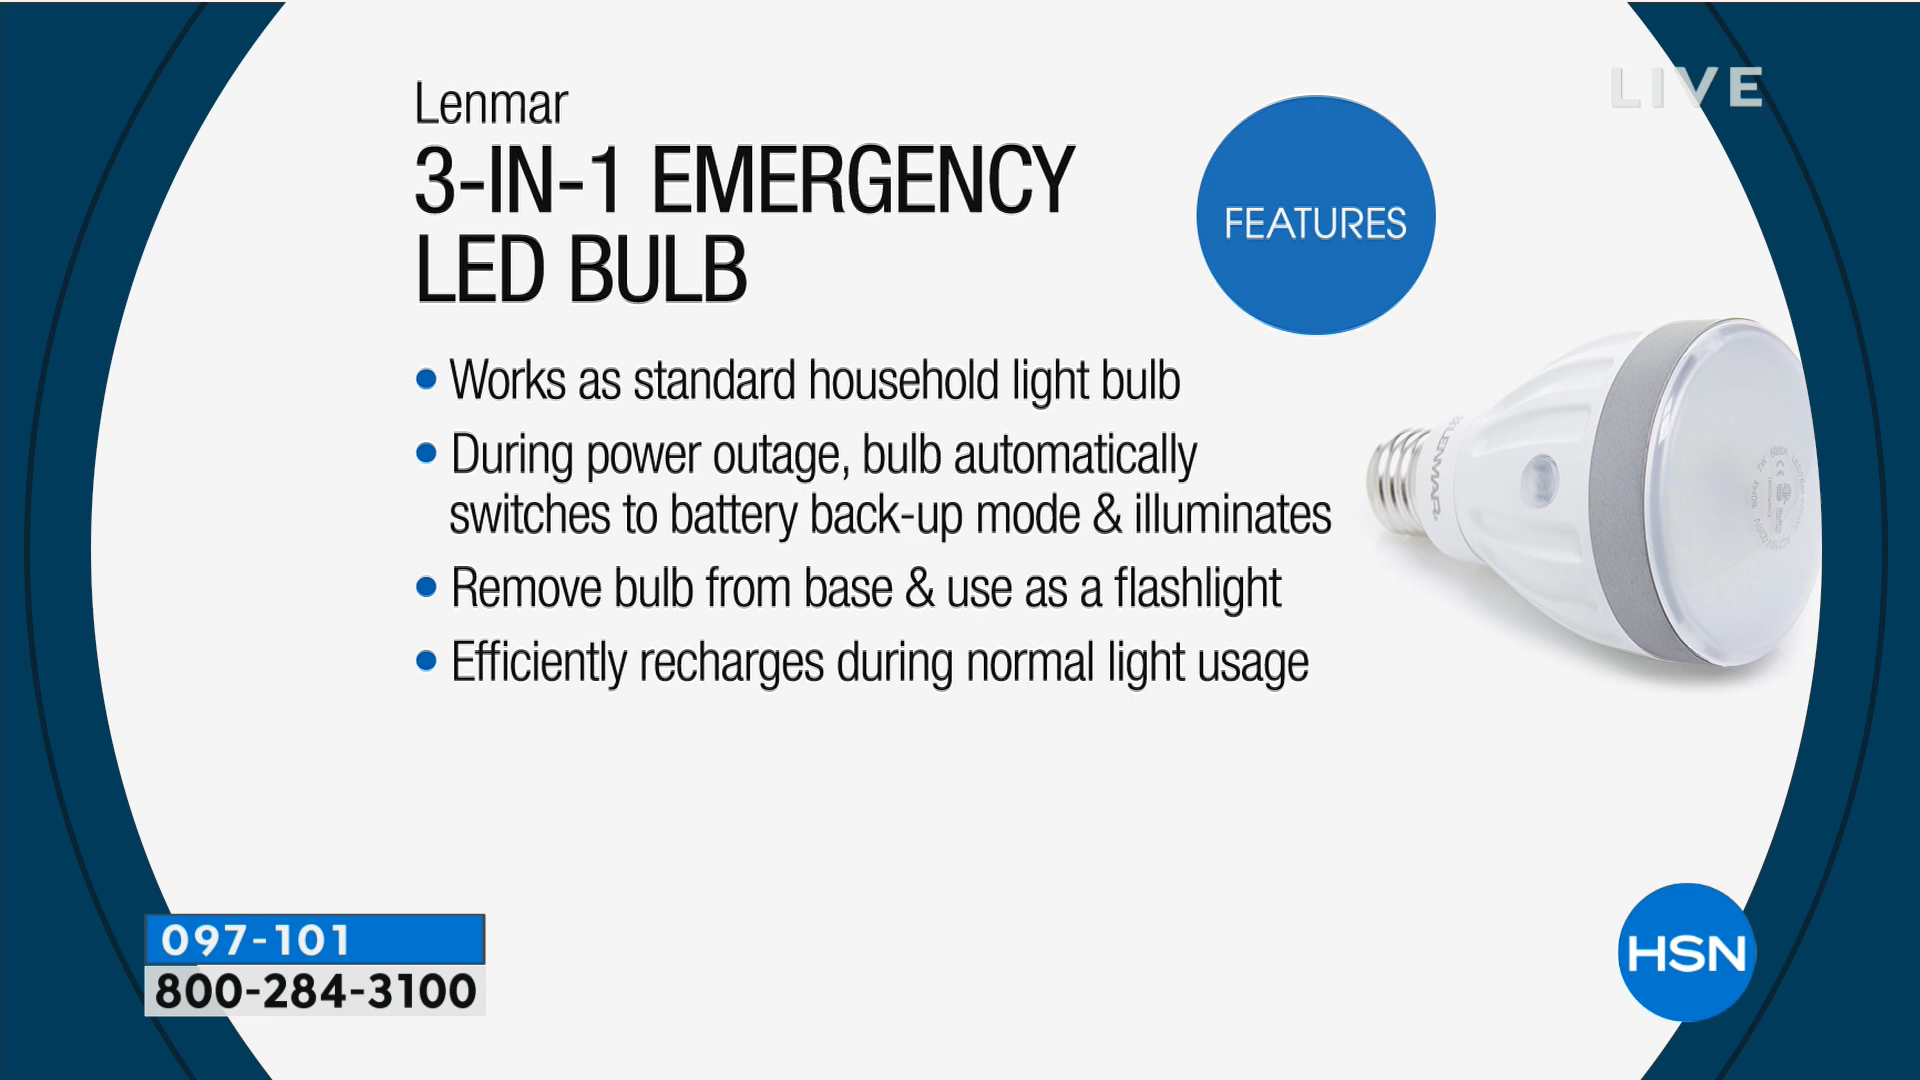 Lenmar
3-IN-1 EMERGENCY
LED BULB
FEATURES
LIVE
• Works as standard household light bulb
• During power outage, bulb automatically
switches to battery back-up mode & illuminates
• Remove bulb from base & use as a flashlight
• Efficiently recharges during normal light usage
LENMAR
097-101
800-284-3100
HSN